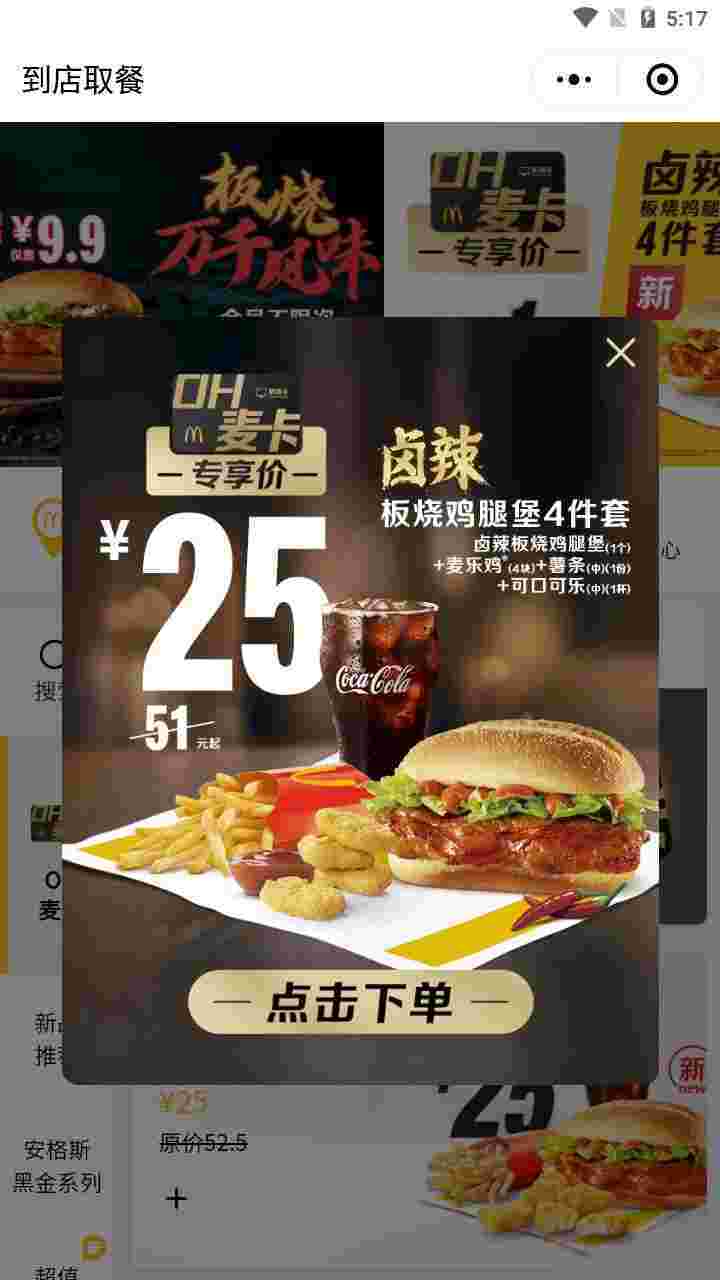 5:17
到店取餐
¥9.9
板烧
万千风味
OH
麦卡
专享价
卤辣
板烧鸡腿
4件套
新
OH
麦卡
专享价
¥25
51元起
卤辣
板烧鸡腿堡4件套
卤辣板烧鸡腿堡(1个)
+麦乐鸡®(4块)+薯条(中)(1份)
+可口可乐(中)(1杯)
Coca-Cola
点击下单
心
搜
OH
O
麦
新
推
安格斯
黑金系列
超值
¥25
原价52.5
+
25
新
new